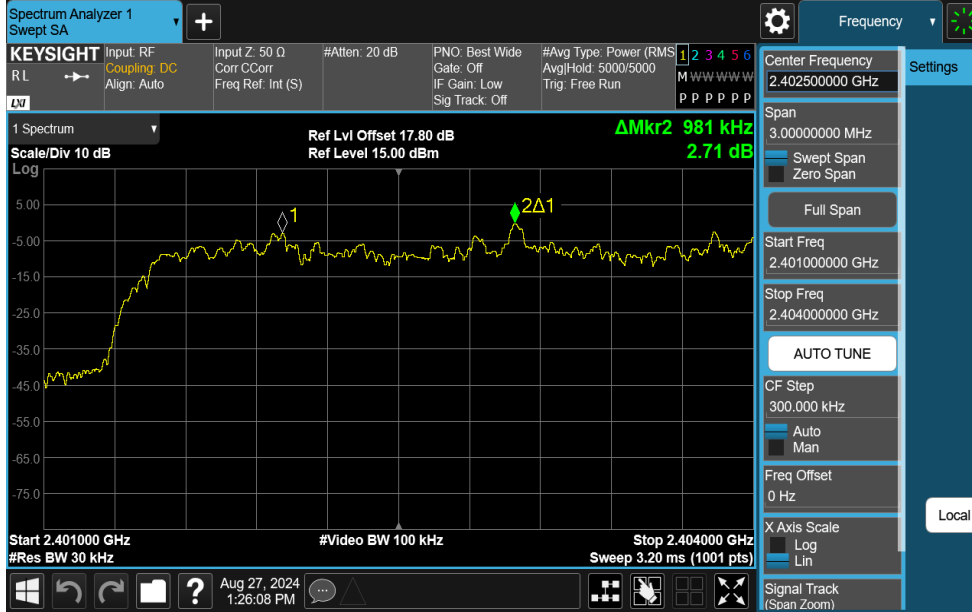 Spectrum Analyzer 1
Swept SA
Frequency
KEYSIGHT
R L
LXI
Input: RF
Coupling: DC
Align: Auto
Input Z: 50 Ω
Corr CCorr
Freq Ref: Int (S)
#Atten: 20 dB
PNO: Best Wide
Gate: Off
IF Gain: Low
Sig Track: Off
#Avg Type: Power (RMS
Avg|Hold: 5000/5000
Trig: Free Run
1 2 3 4 5 6
M W W W W W
P P P P P P
1 Spectrum
Scale/Div 10 dB
Log
Ref Lvl Offset 17.80 dB
Ref Level 15.00 dBm
ΔMkr2 981 kHz
2.71 dB
5.00
-5.00
-15.0
-25.0
-35.0
-45.0
-55.0
-65.0
-75.0
1
2Δ1
Start 2.401000 GHz
#Res BW 30 kHz
#Video BW 100 kHz
Stop 2.404000 GHz
Sweep 3.20 ms (1001 pts)
Aug 27, 2024
1:26:08 PM
Center Frequency
2.402500000 GHz
Span
3.00000000 MHz
Swept Span
Zero Span
Full Span
Start Freq
2.401000000 GHz
Stop Freq
2.404000000 GHz
AUTO TUNE
CF Step
300.000 kHz
Auto
Man
Freq Offset
0 Hz
X Axis Scale
Log
Lin
Signal Track
(Span Zoom)
Settings
Local